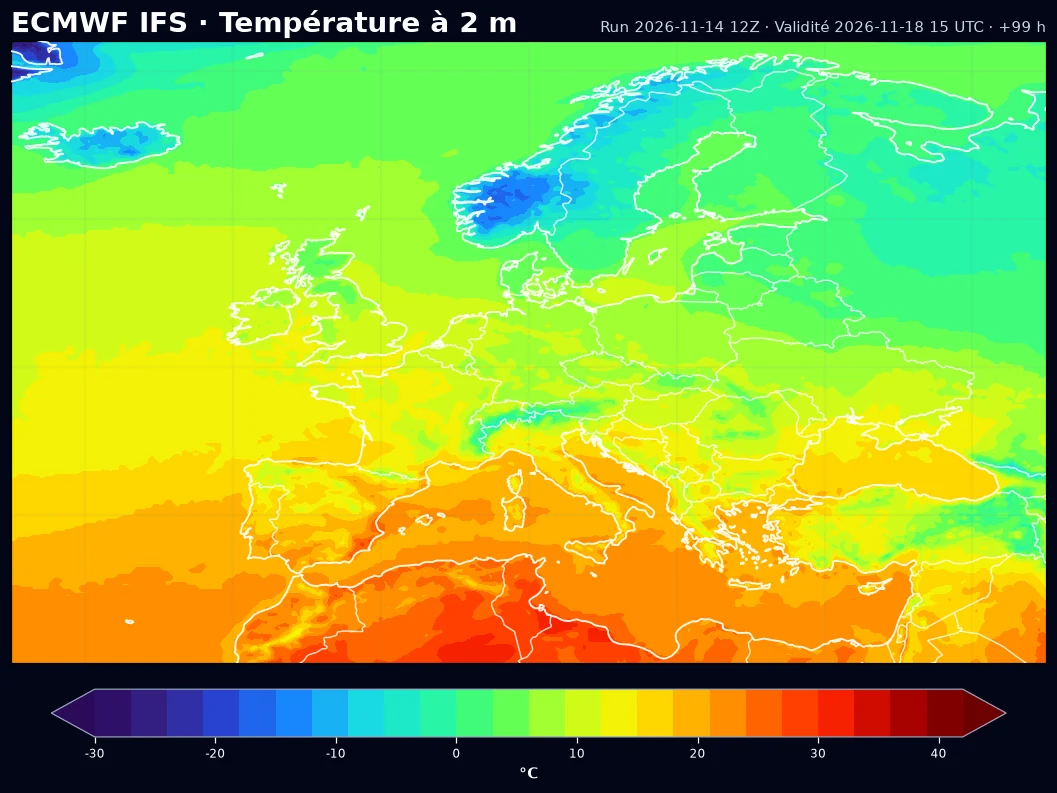 ECMWF IFS · Température à 2 m
Run 2026-11-14 12Z · Validité 2026-11-18 15 UTC · +99 h
-30 -20 -10 0 10 20 30 40
°C